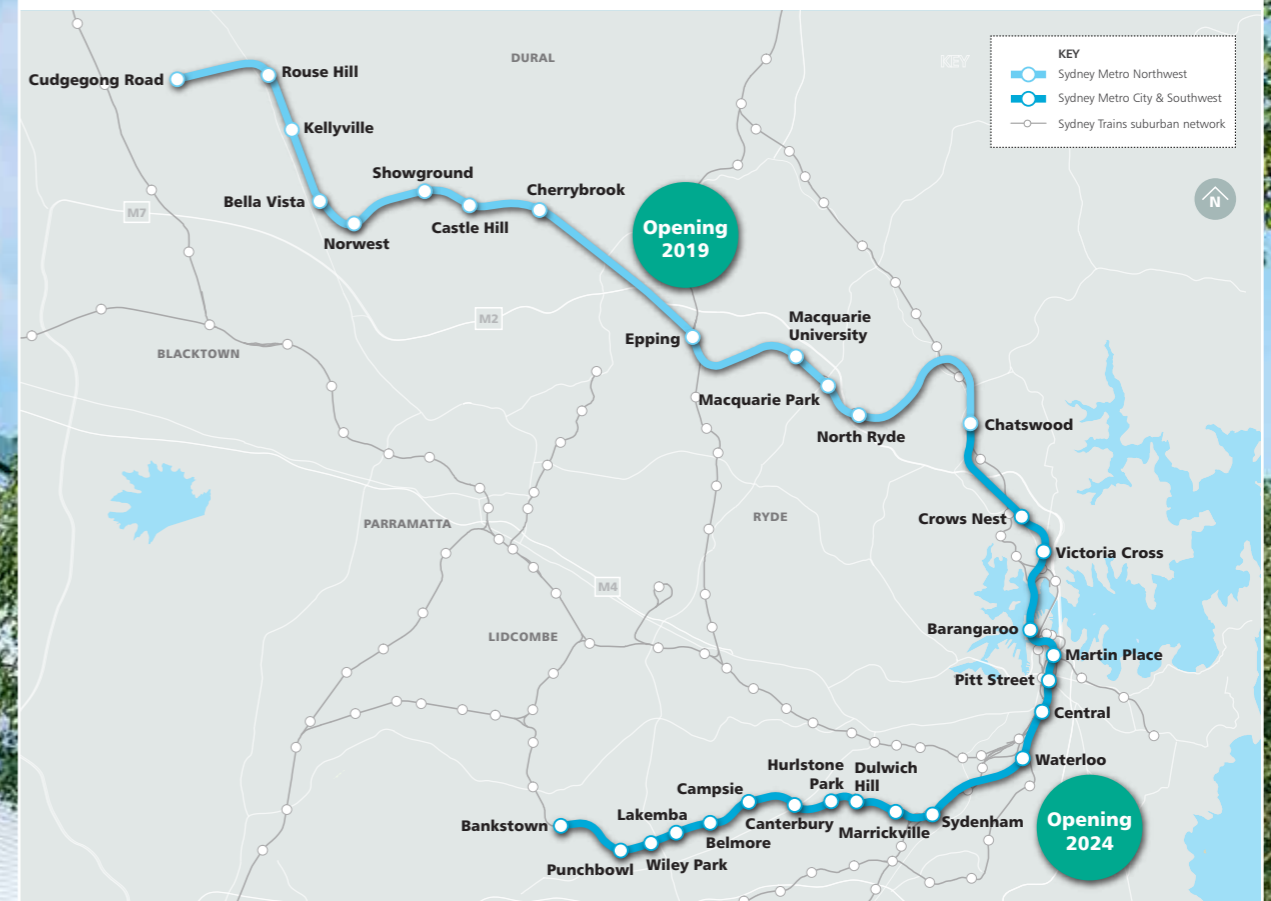 DURAL
KEY
KEY
Sydney Metro Northwest
Sydney Metro City & Southwest
Sydney Trains suburban network
N
Cudgegong Road
Rouse Hill
Kellyville
Showground
Bella Vista
Cherrybrook
M7
Castle Hill
Norwest
Opening
2019
M2
Macquarie
University
Epping
BLACKTOWN
Macquarie Park
North Ryde
Chatswood
PARRAMATTA
RYDE
Crows Nest
Victoria Cross
M4
LIDCOMBE
Barangaroo
Martin Place
Pitt Street
Central
Waterloo
Hurlstone
Park
Dulwich
Hill
Campsie
Lakemba
Bankstown
Canterbury
Marrickville
Sydenham
Belmore
Punchbowl
Wiley Park
Opening
2024